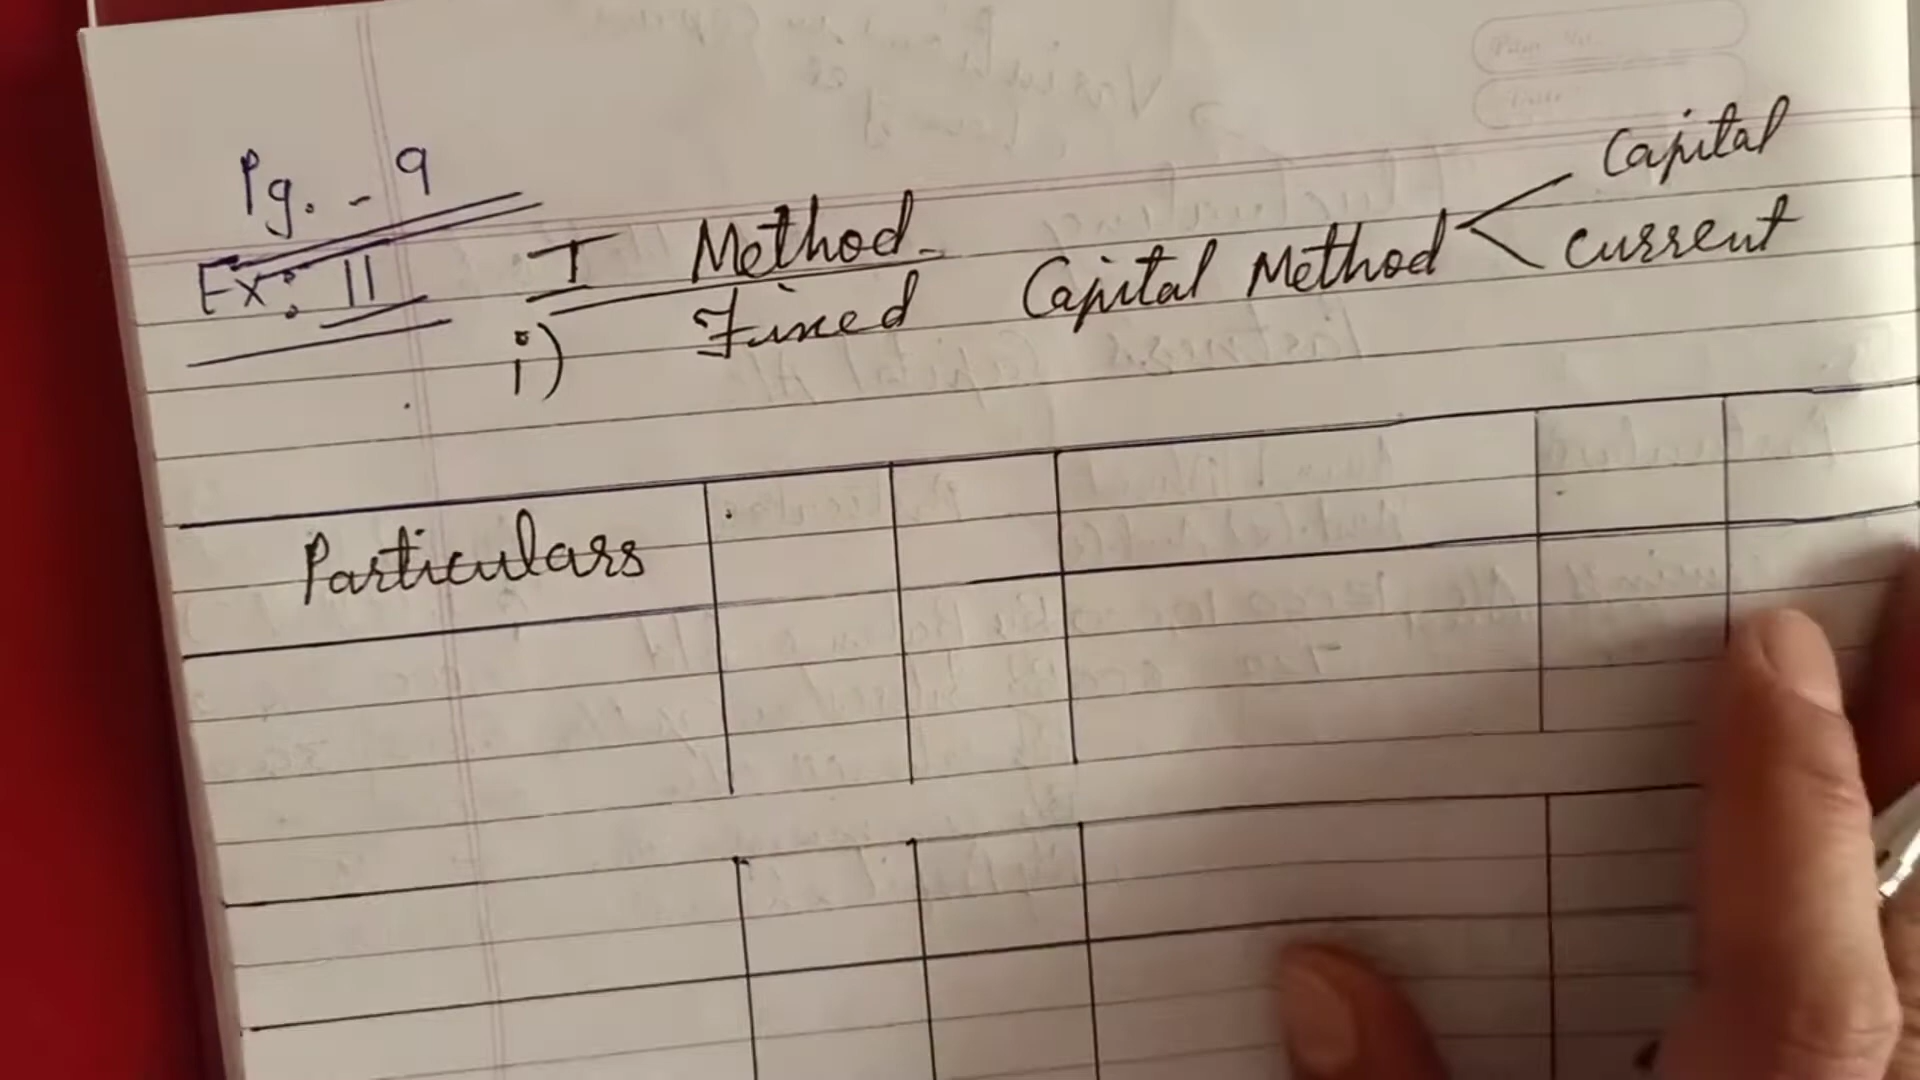 Pg. - 9
Ex: 11 I Method -
i) Fixed Capital Method
Capital
Current
Particulars